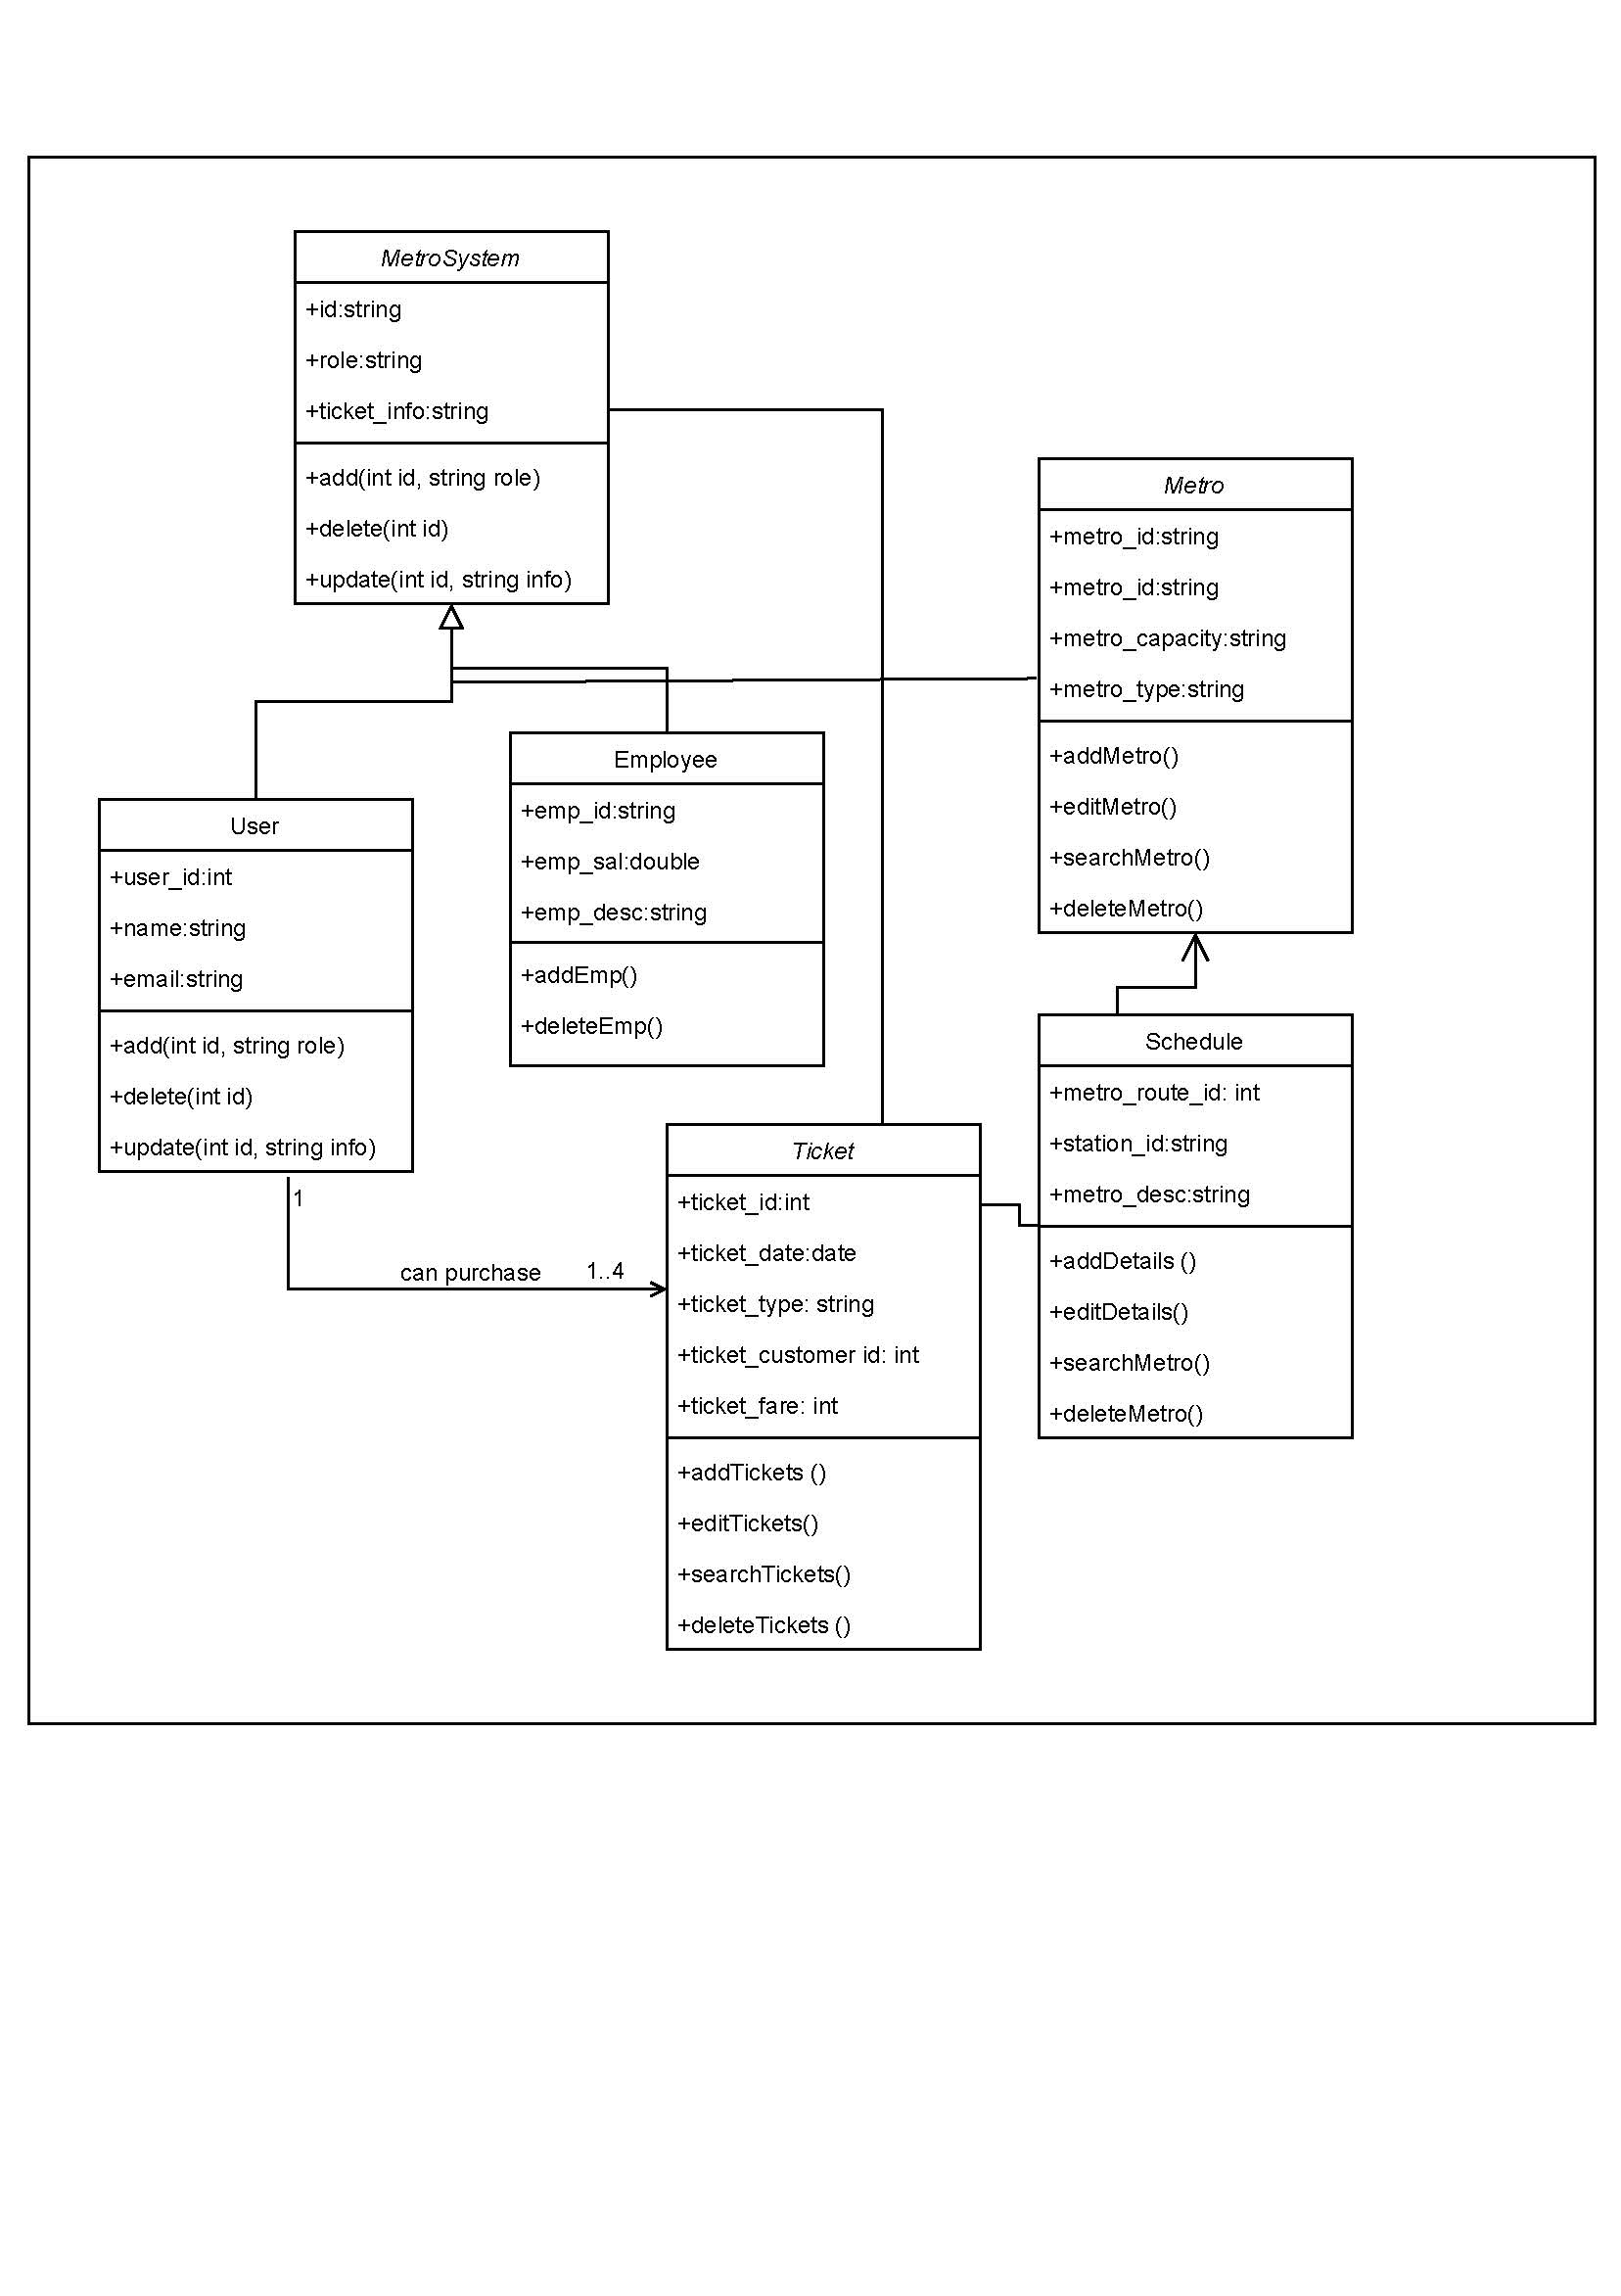 MetroSystem
+id:string
+role:string
+ticket_info:string
+add(int id, string role)
+delete(int id)
+update(int id, string info)
Metro
+metro_id:string
+metro_id:string
+metro_capacity:string
+metro_type:string
+addMetro()
+editMetro()
+searchMetro()
+deleteMetro()
Employee
+emp_id:string
+emp_sal:double
+emp_desc:string
+addEmp()
+deleteEmp()
User
+user_id:int
+name:string
+email:string
+add(int id, string role)
+delete(int id)
+update(int id, string info)
1
can purchase
1..4
Schedule
+metro_route_id: int
+station_id:string
+metro_desc:string
+addDetails ()
+editDetails()
+searchMetro()
+deleteMetro()
Ticket
+ticket_id:int
+ticket_date:date
+ticket_type: string
+ticket_customer id: int
+ticket_fare: int
+addTickets ()
+editTickets()
+searchTickets()
+deleteTickets ()